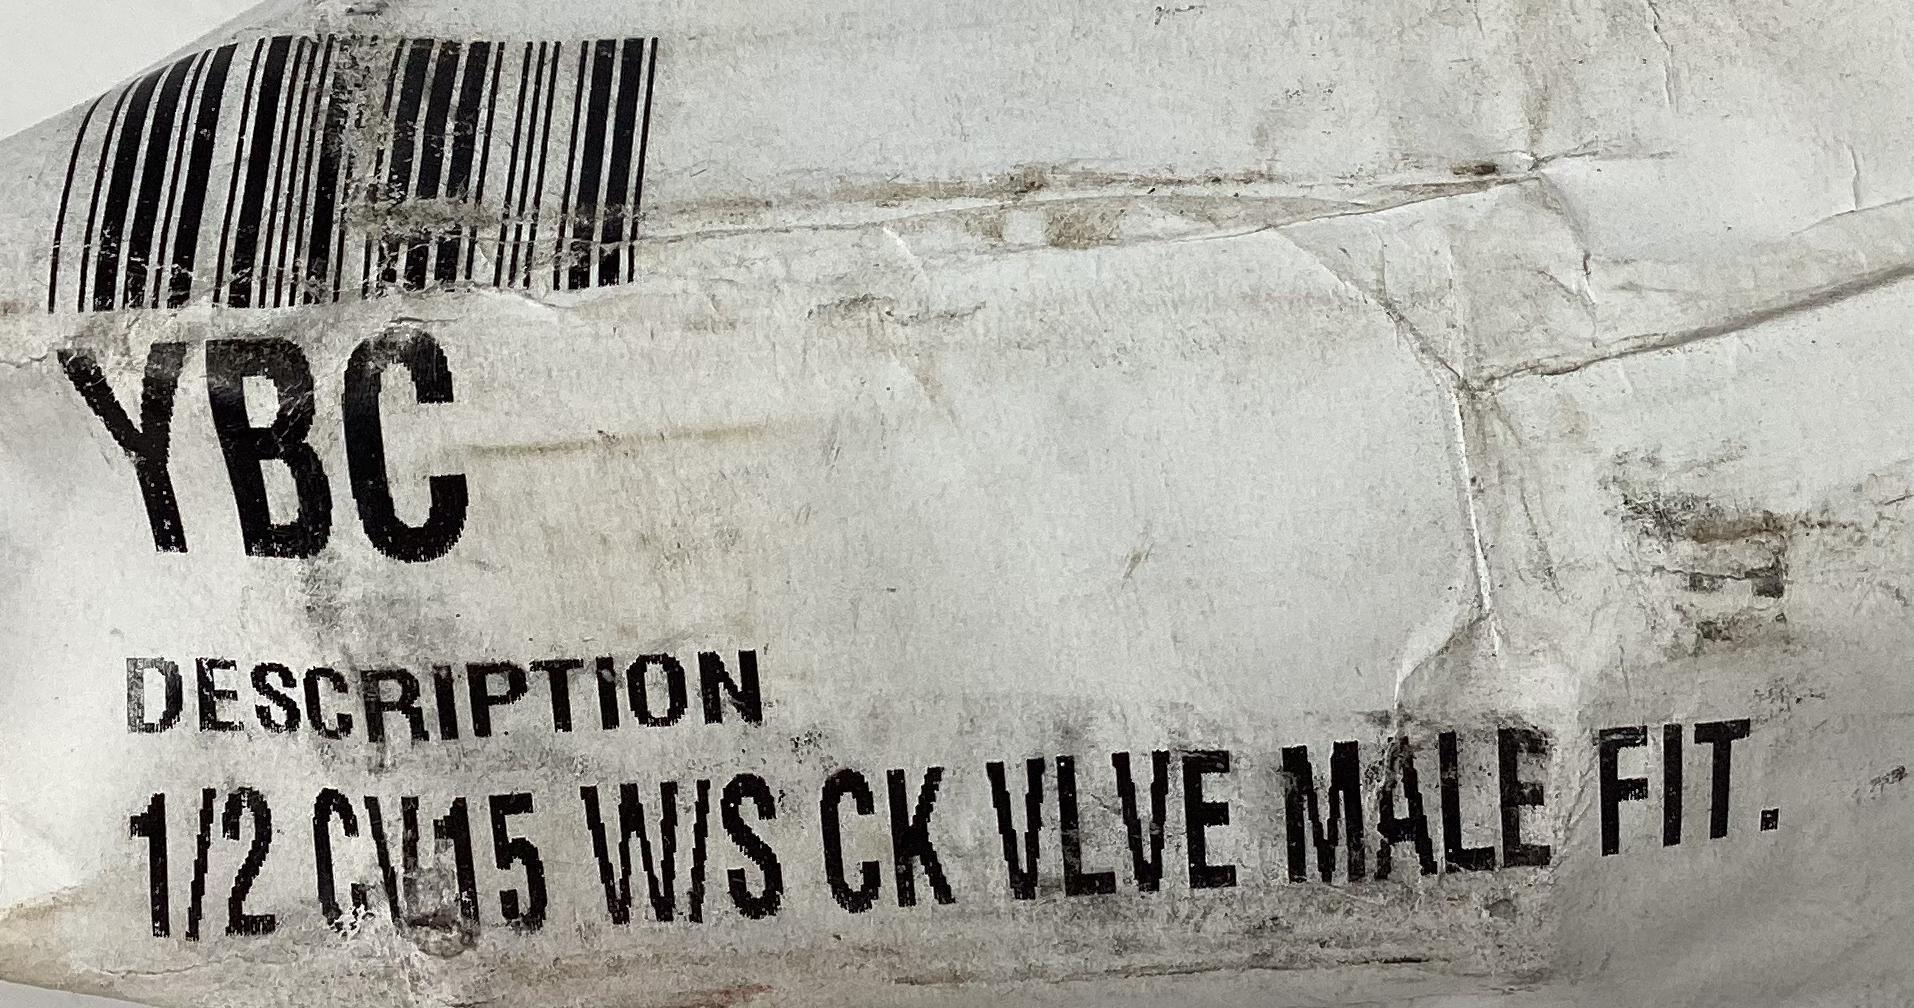 YBC
DESCRIPTION
1/2 CV15 W/S CK VLVE MALE FIT.